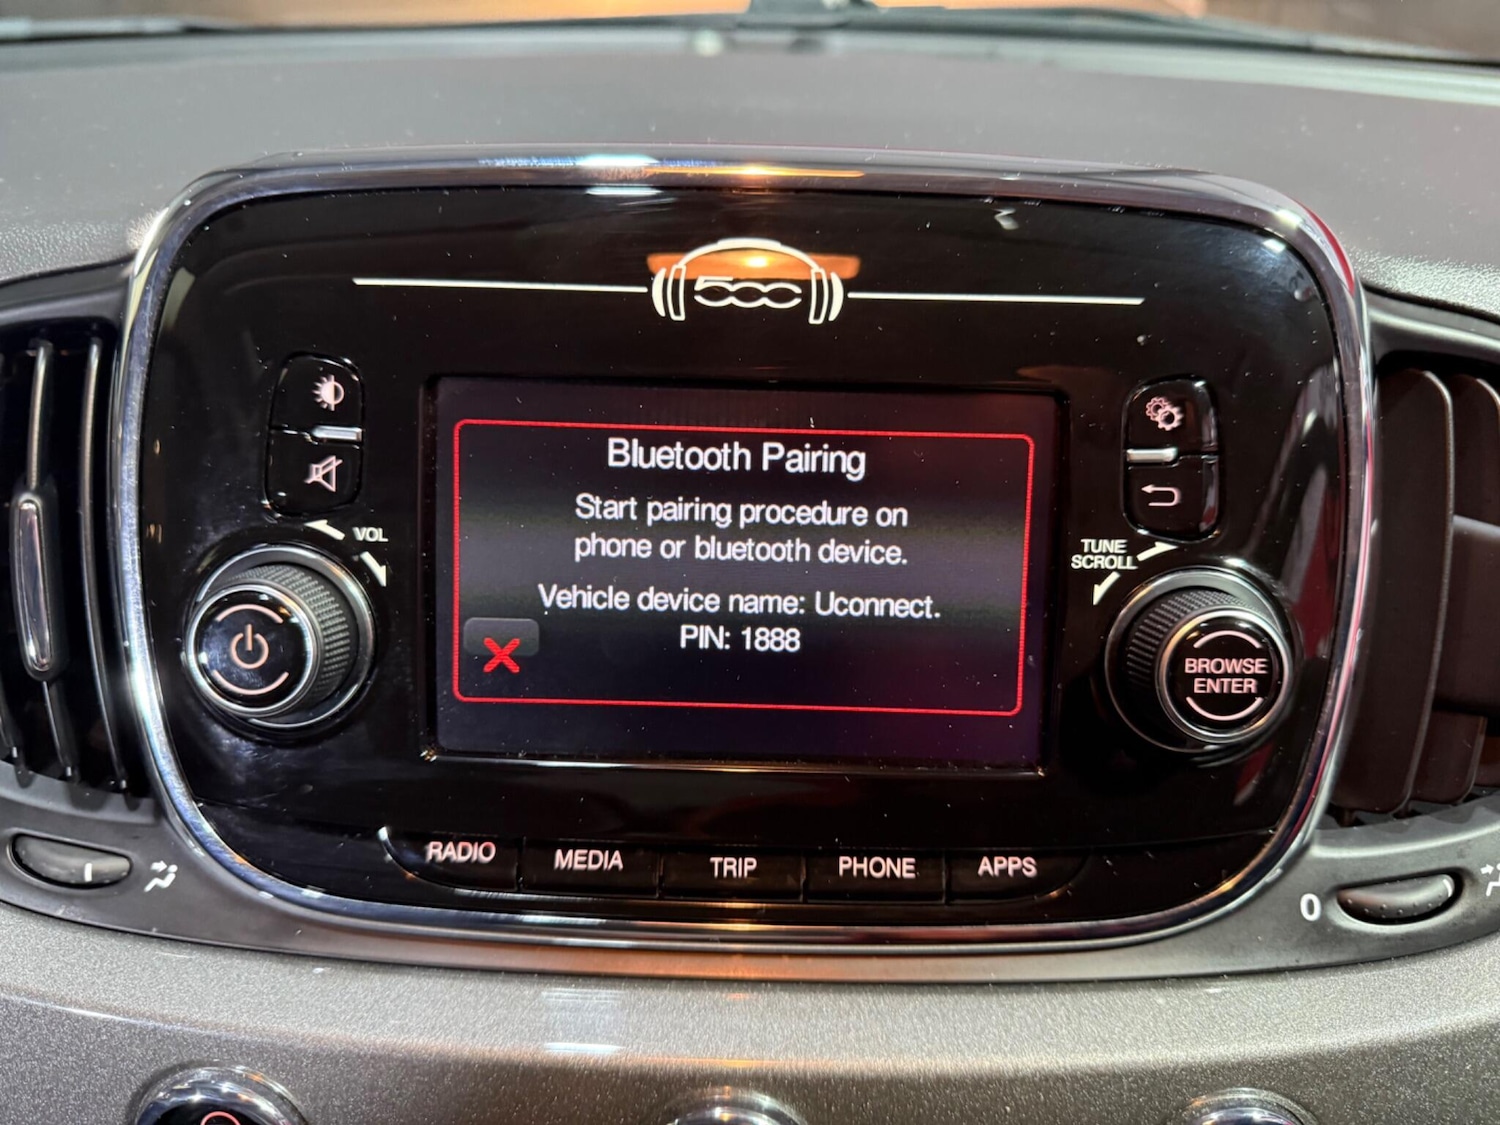 500
VOL
TUNE
SCROLL
Bluetooth Pairing
Start pairing procedure on
phone or bluetooth device.
Vehicle device name: Uconnect.
PIN: 1888
BROWSE
ENTER
RADIO
MEDIA
TRIP
PHONE
APPS
0